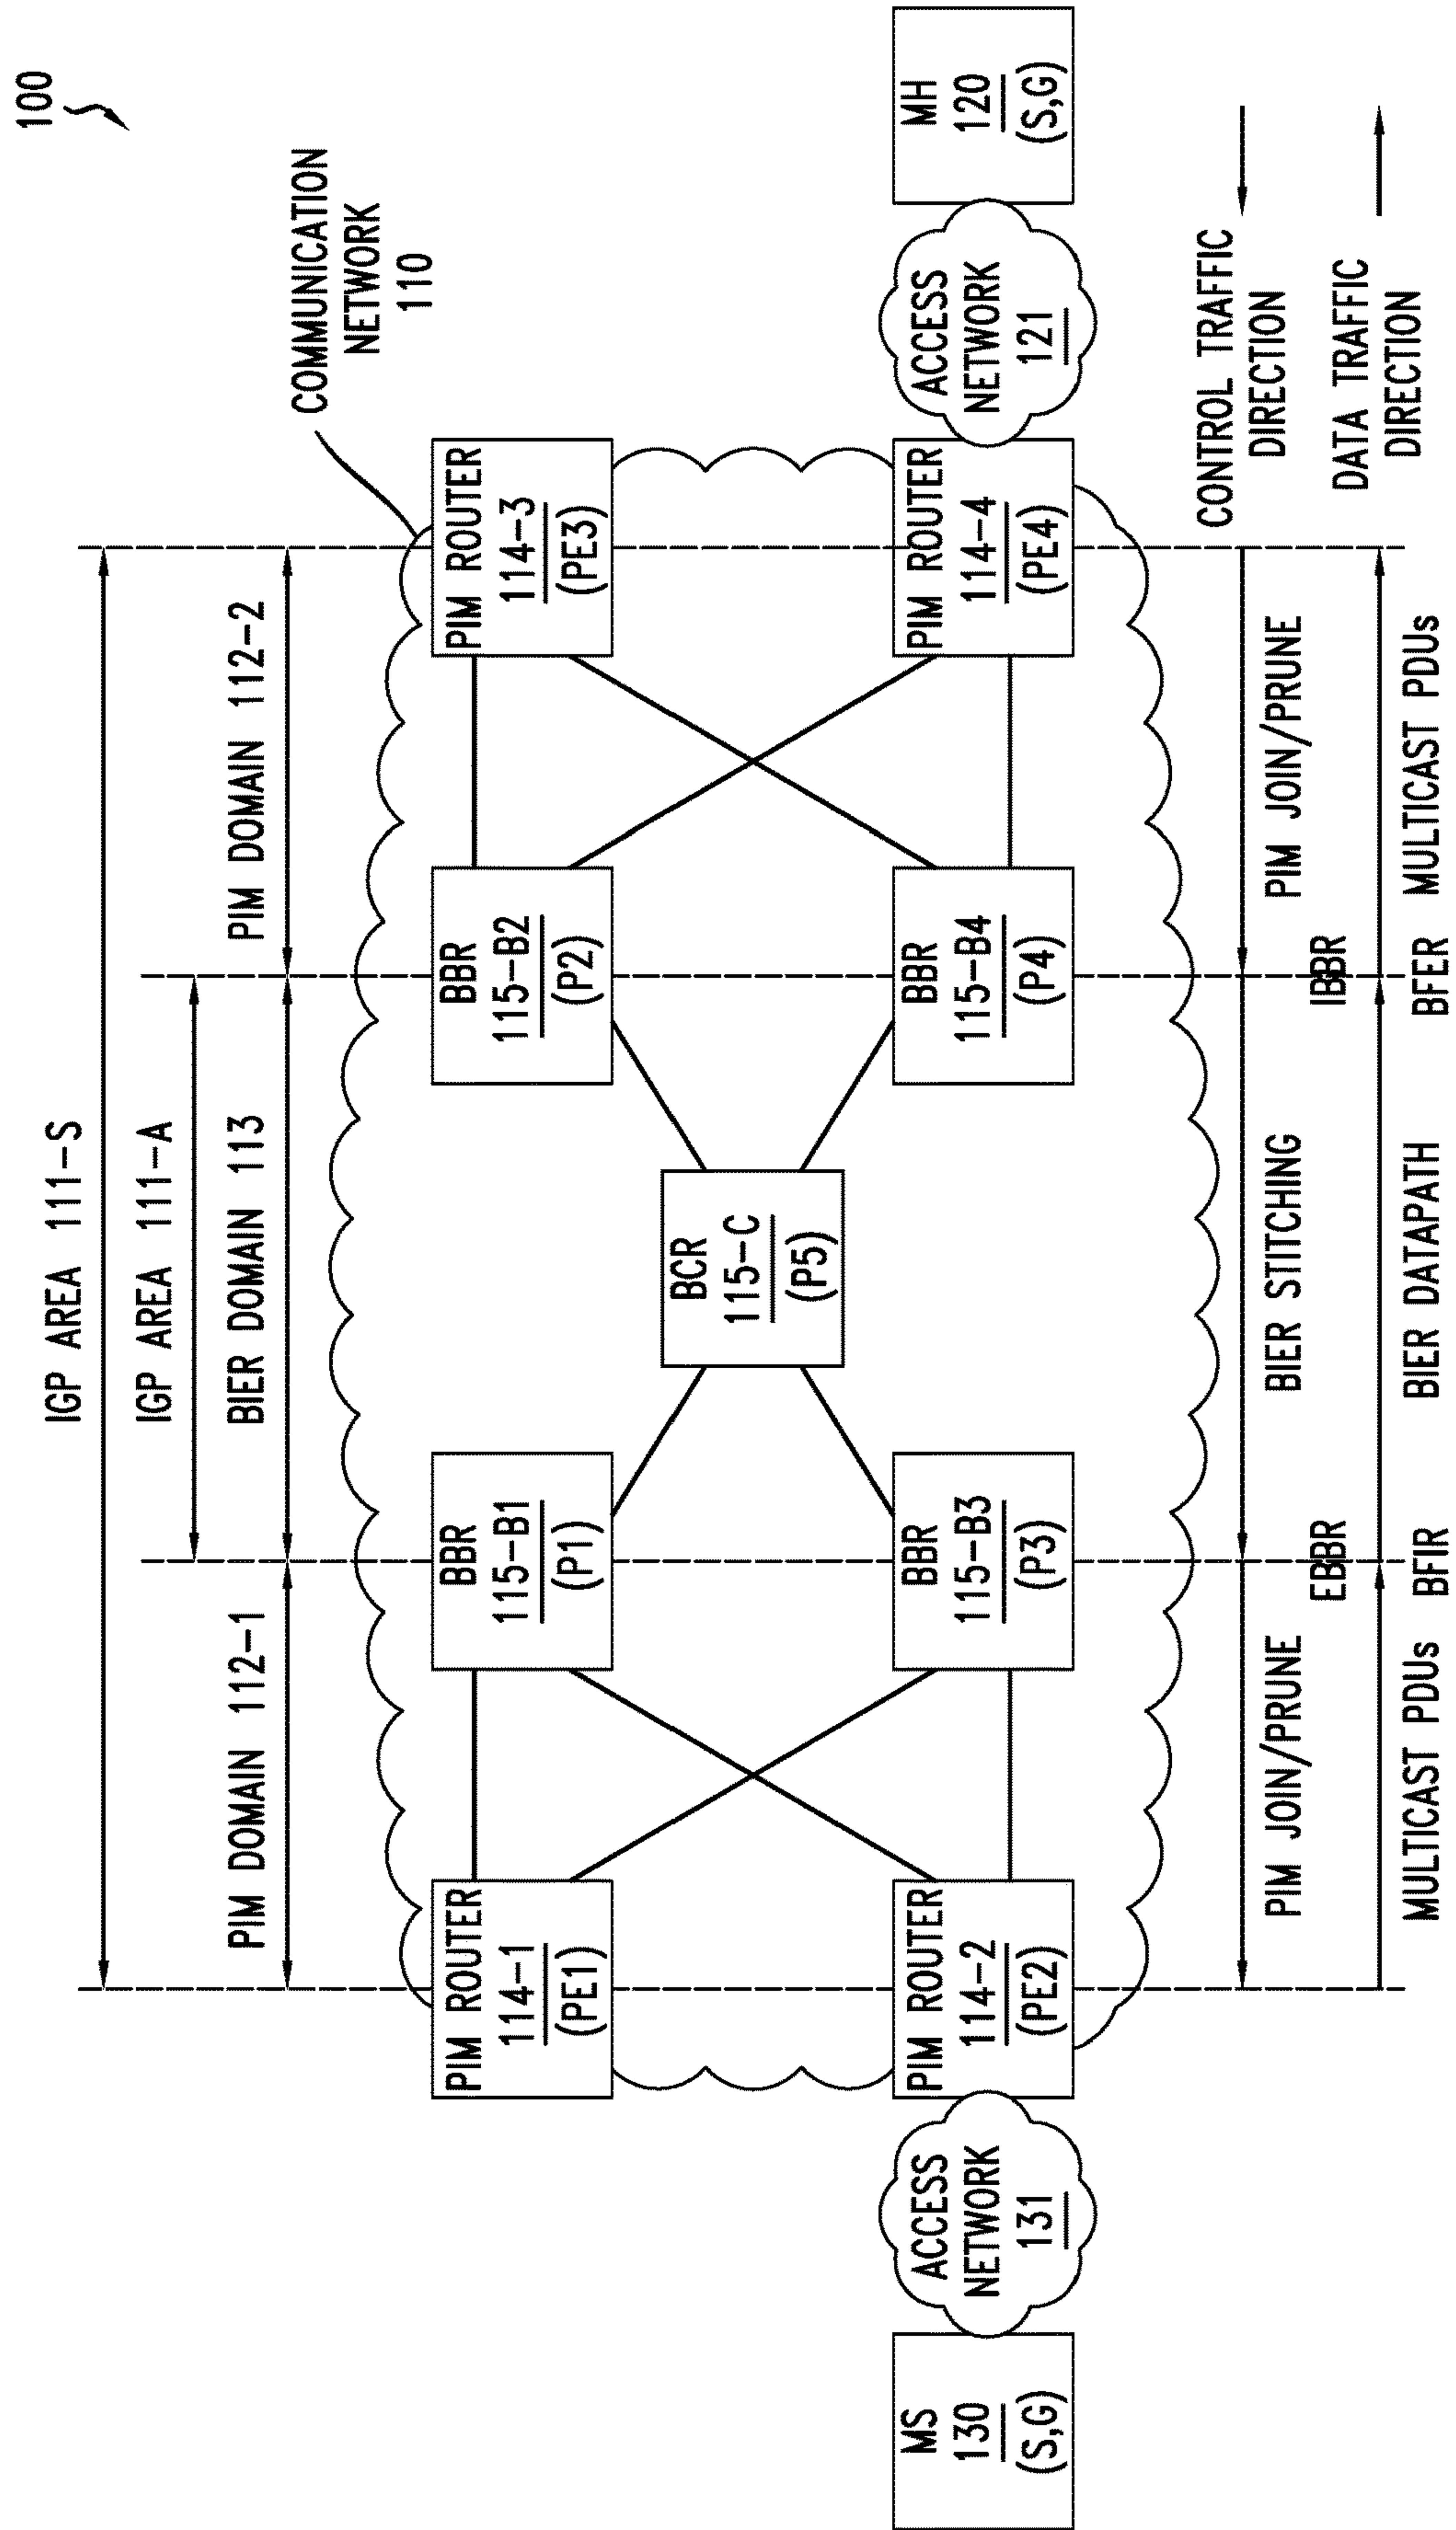 100
COMMUNICATION
NETWORK
110
IGP AREA 111-S
IGP AREA 111-A
PIM DOMAIN 112-1
BIER DOMAIN 113
PIM DOMAIN 112-2
PIM ROUTER
114-1
(PE1)
BBR
115-B1
(P1)
BBR
115-B2
(P2)
PIM ROUTER
114-3
(PE3)
BCR
115-C
(P5)
MS
130
(S,G)
ACCESS
NETWORK
131
PIM ROUTER
114-2
(PE2)
BBR
115-B3
(P3)
BBR
115-B4
(P4)
PIM ROUTER
114-4
(PE4)
ACCESS
NETWORK
121
MH
120
(S,G)
CONTROL TRAFFIC
DIRECTION
PIM JOIN/PRUNE
BIER STITCHING
PIM JOIN/PRUNE
EBBR
IBBR
DATA TRAFFIC
DIRECTION
MULTICAST PDUs
BFIR
BIER DATAPATH
BFER
MULTICAST PDUs